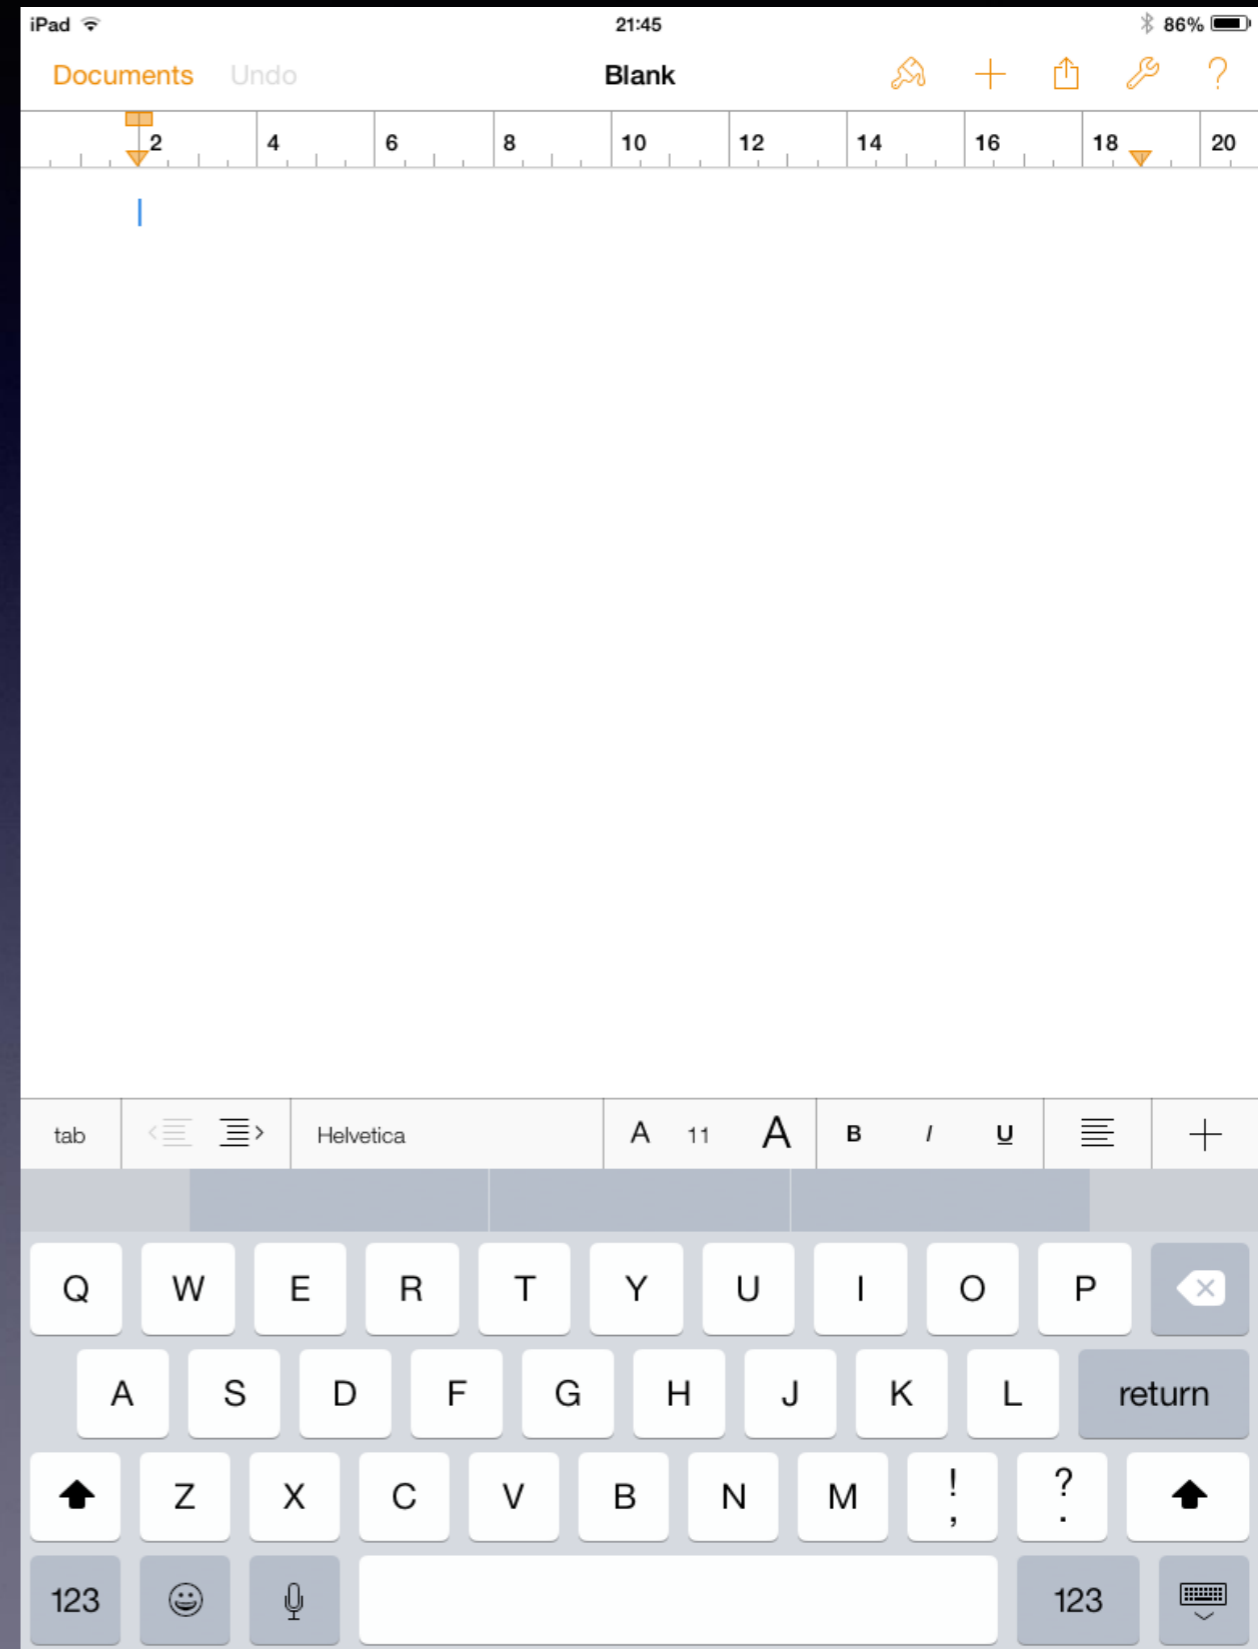 iPad 21:45 86%
Documents Undo Blank ?
2 4 6 8 10 12 14 16 18 20
tab Helvetica A 11 A B I U
Q W E R T Y U I O P
A S D F G H J K L return
Z X C V B N M ! , ? .
123 123